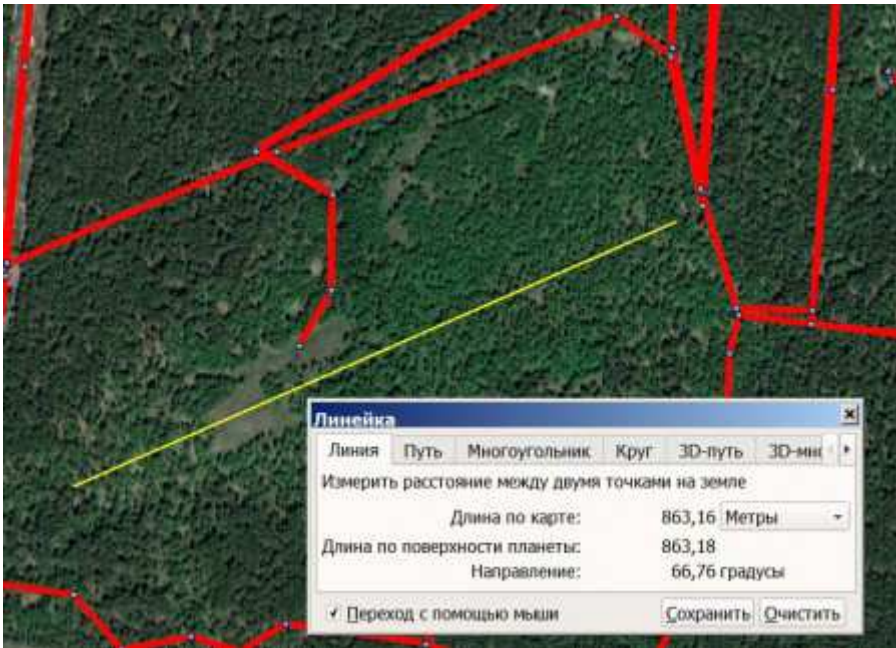 Линейка
Линия Путь Многоугольник Круг 3D-путь
Измерить расстояние между двумя точками на земле
Длина по карте: 863,16 Метры
Длина по поверхности планеты: 863,18
Направление: 66,76 градусы
Переход с помощью мыши Сохранить Очистить